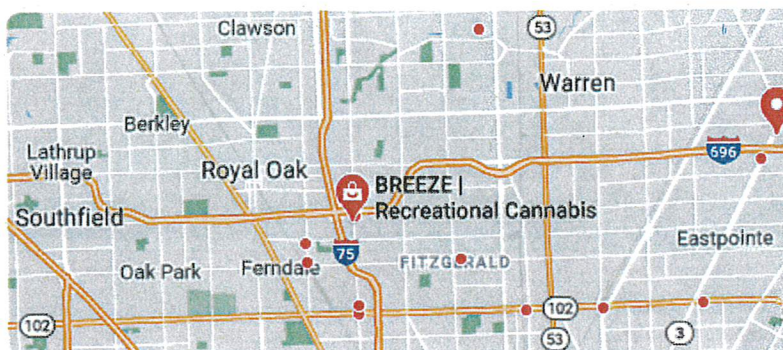 Clawson
53
Warren
Berkley
Lathrup
Village
Royal Oak
696
BREEZE |
Recreational Cannabis
Southfield
75
Eastpointe
Oak Park
Ferndale
FITZGERALD
102
102
53
3